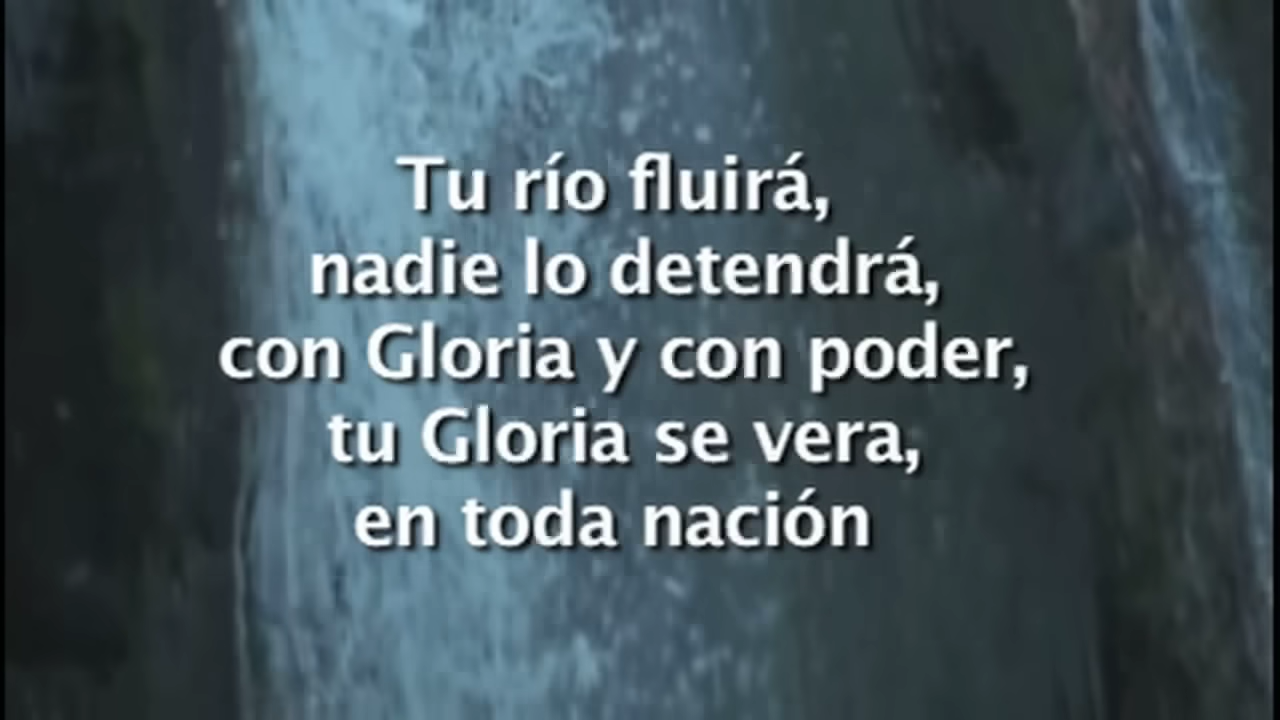 Tu río fluirá,
nadie lo detendrá,
con Gloria y con poder,
tu Gloria se vera,
en toda nación